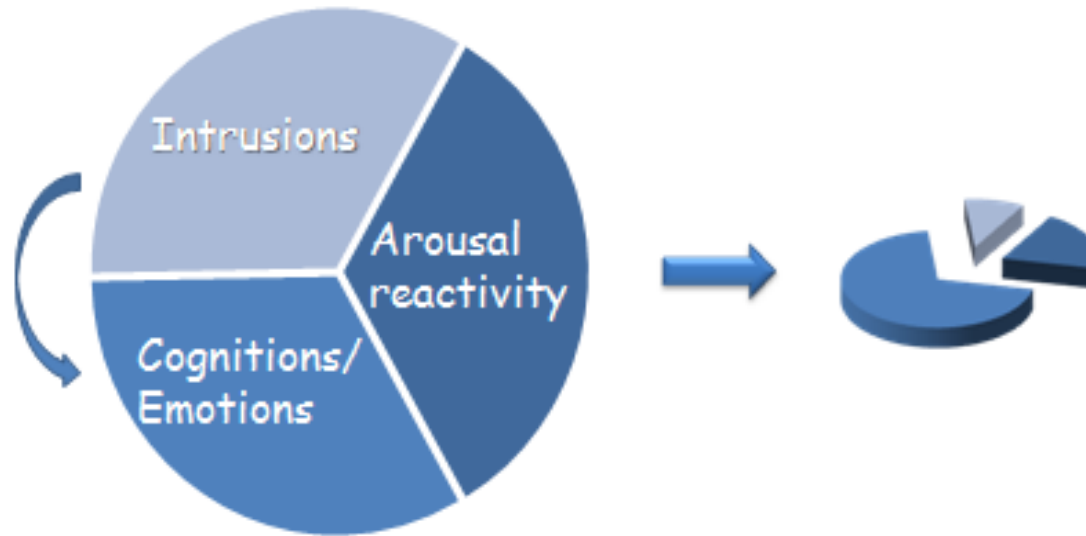 Intrusions
Arousal
reactivity
Cognitions/
Emotions